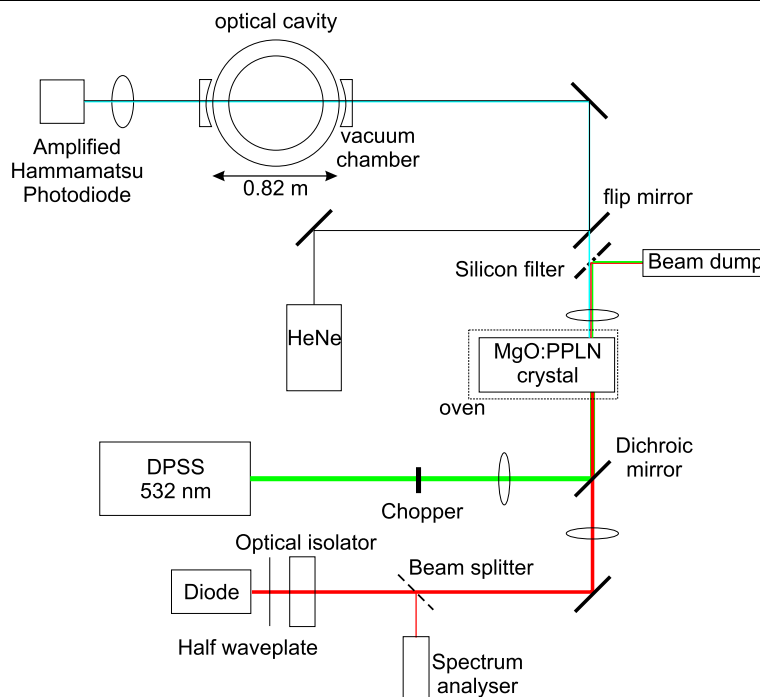 optical cavity
Amplified
Hammamatsu
Photodiode
vacuum
chamber
0.82 m
flip mirror
Silicon filter
Beam dump
HeNe
MgO:PPLN
crystal
oven
Dichroic
mirror
DPSS
532 nm
Chopper
Optical isolator
Beam splitter
Diode
Half waveplate
Spectrum
analyser